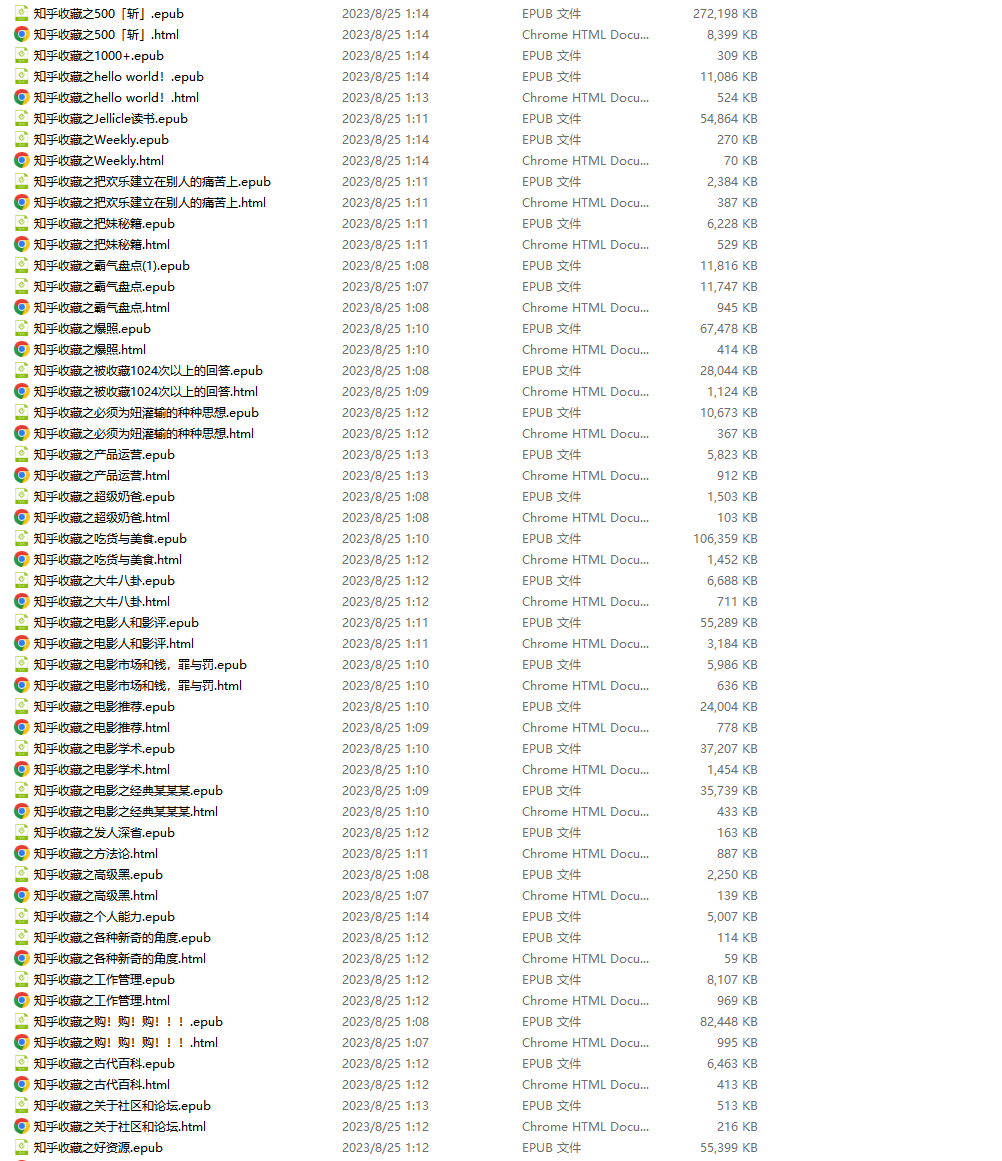 知乎收藏之500「斩」.epub 2023/8/25 1:14 EPUB 文件 272,198 KB
知乎收藏之500「斩」.html 2023/8/25 1:14 Chrome HTML Docu... 8,399 KB
知乎收藏之1000+.epub 2023/8/25 1:14 EPUB 文件 309 KB
知乎收藏之hello world！.epub 2023/8/25 1:14 EPUB 文件 11,086 KB
知乎收藏之hello world！.html 2023/8/25 1:13 Chrome HTML Docu... 524 KB
知乎收藏之Jellicle读书.epub 2023/8/25 1:11 EPUB 文件 54,864 KB
知乎收藏之Weekly.epub 2023/8/25 1:14 EPUB 文件 270 KB
知乎收藏之Weekly.html 2023/8/25 1:14 Chrome HTML Docu... 70 KB
知乎收藏之把欢乐建立在别人的痛苦上.epub 2023/8/25 1:11 EPUB 文件 2,384 KB
知乎收藏之把欢乐建立在别人的痛苦上.html 2023/8/25 1:11 Chrome HTML Docu... 387 KB
知乎收藏之把妹秘籍.epub 2023/8/25 1:11 EPUB 文件 6,228 KB
知乎收藏之把妹秘籍.html 2023/8/25 1:11 Chrome HTML Docu... 529 KB
知乎收藏之霸气盘点(1).epub 2023/8/25 1:08 EPUB 文件 11,816 KB
知乎收藏之霸气盘点.epub 2023/8/25 1:07 EPUB 文件 11,747 KB
知乎收藏之霸气盘点.html 2023/8/25 1:08 Chrome HTML Docu... 945 KB
知乎收藏之爆照.epub 2023/8/25 1:10 EPUB 文件 67,478 KB
知乎收藏之爆照.html 2023/8/25 1:10 Chrome HTML Docu... 414 KB
知乎收藏之被收藏1024次以上的回答.epub 2023/8/25 1:08 EPUB 文件 28,044 KB
知乎收藏之被收藏1024次以上的回答.html 2023/8/25 1:09 Chrome HTML Docu... 1,124 KB
知乎收藏之必须为妞灌输的种种思想.epub 2023/8/25 1:12 EPUB 文件 10,673 KB
知乎收藏之必须为妞灌输的种种思想.html 2023/8/25 1:12 Chrome HTML Docu... 367 KB
知乎收藏之产品运营.epub 2023/8/25 1:13 EPUB 文件 5,823 KB
知乎收藏之产品运营.html 2023/8/25 1:13 Chrome HTML Docu... 912 KB
知乎收藏之超级奶爸.epub 2023/8/25 1:08 EPUB 文件 1,503 KB
知乎收藏之超级奶爸.html 2023/8/25 1:08 Chrome HTML Docu... 103 KB
知乎收藏之吃货与美食.epub 2023/8/25 1:10 EPUB 文件 106,359 KB
知乎收藏之吃货与美食.html 2023/8/25 1:12 Chrome HTML Docu... 1,452 KB
知乎收藏之大牛八卦.epub 2023/8/25 1:12 EPUB 文件 6,688 KB
知乎收藏之大牛八卦.html 2023/8/25 1:12 Chrome HTML Docu... 711 KB
知乎收藏之电影人和影评.epub 2023/8/25 1:11 EPUB 文件 55,289 KB
知乎收藏之电影人和影评.html 2023/8/25 1:11 Chrome HTML Docu... 3,184 KB
知乎收藏之电影市场和钱，罪与罚.epub 2023/8/25 1:10 EPUB 文件 5,986 KB
知乎收藏之电影市场和钱，罪与罚.html 2023/8/25 1:10 Chrome HTML Docu... 636 KB
知乎收藏之电影推荐.epub 2023/8/25 1:10 EPUB 文件 24,004 KB
知乎收藏之电影推荐.html 2023/8/25 1:09 Chrome HTML Docu... 778 KB
知乎收藏之电影学术.epub 2023/8/25 1:10 EPUB 文件 37,207 KB
知乎收藏之电影学术.html 2023/8/25 1:10 Chrome HTML Docu... 1,454 KB
知乎收藏之电影之经典某某某.epub 2023/8/25 1:09 EPUB 文件 35,739 KB
知乎收藏之电影之经典某某某.html 2023/8/25 1:10 Chrome HTML Docu... 433 KB
知乎收藏之发人深省.epub 2023/8/25 1:12 EPUB 文件 163 KB
知乎收藏之方法论.html 2023/8/25 1:11 Chrome HTML Docu... 887 KB
知乎收藏之高级黑.epub 2023/8/25 1:08 EPUB 文件 2,250 KB
知乎收藏之高级黑.html 2023/8/25 1:07 Chrome HTML Docu... 139 KB
知乎收藏之个人能力.epub 2023/8/25 1:14 EPUB 文件 5,007 KB
知乎收藏之各种新奇的角度.epub 2023/8/25 1:12 EPUB 文件 114 KB
知乎收藏之各种新奇的角度.html 2023/8/25 1:12 Chrome HTML Docu... 59 KB
知乎收藏之工作管理.epub 2023/8/25 1:12 EPUB 文件 8,107 KB
知乎收藏之工作管理.html 2023/8/25 1:12 Chrome HTML Docu... 969 KB
知乎收藏之购！购！购！！！.epub 2023/8/25 1:08 EPUB 文件 82,448 KB
知乎收藏之购！购！购！！！.html 2023/8/25 1:07 Chrome HTML Docu... 995 KB
知乎收藏之古代百科.epub 2023/8/25 1:12 EPUB 文件 6,463 KB
知乎收藏之古代百科.html 2023/8/25 1:12 Chrome HTML Docu... 413 KB
知乎收藏之关于社区和论坛.epub 2023/8/25 1:13 EPUB 文件 513 KB
知乎收藏之关于社区和论坛.html 2023/8/25 1:12 Chrome HTML Docu... 216 KB
知乎收藏之好资源.epub 2023/8/25 1:12 EPUB 文件 55,399 KB